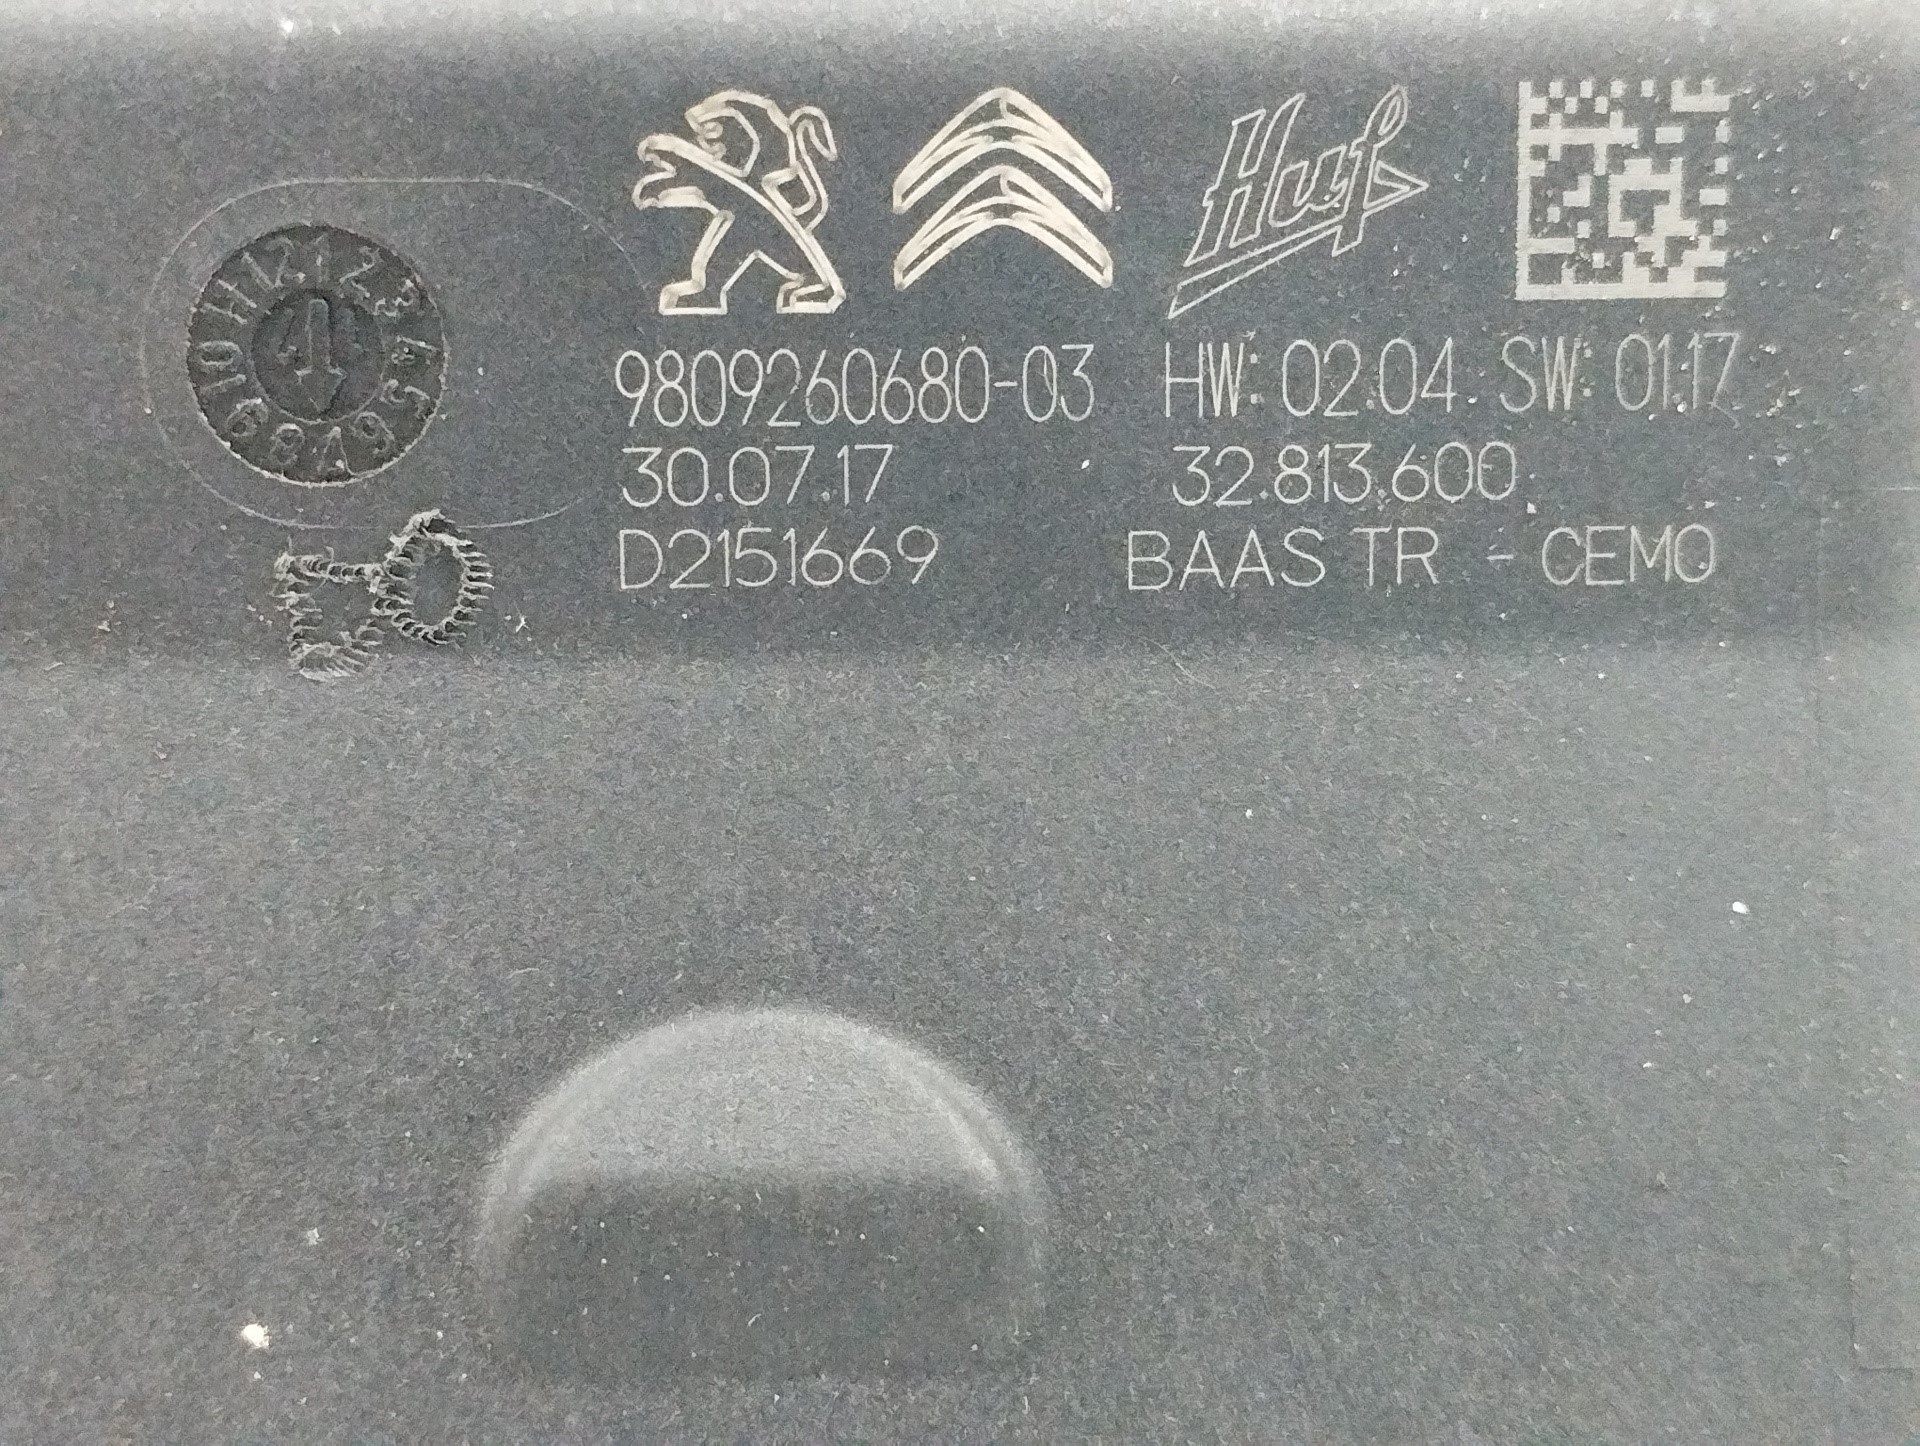 Huf
9809260680-03 HW: 02.04 SW: 01.17
30.07.17 32.813.600
D2151669 BAAS TR - CEMO